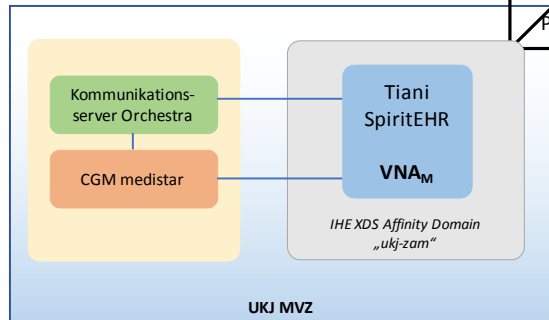 P
Kommunikations-
server Orchestra
CGM medistar
Tiani
SpiritEHR
VNAM
IHE XDS Affinity Domain
„ukj-zam“
UKJ MVZ